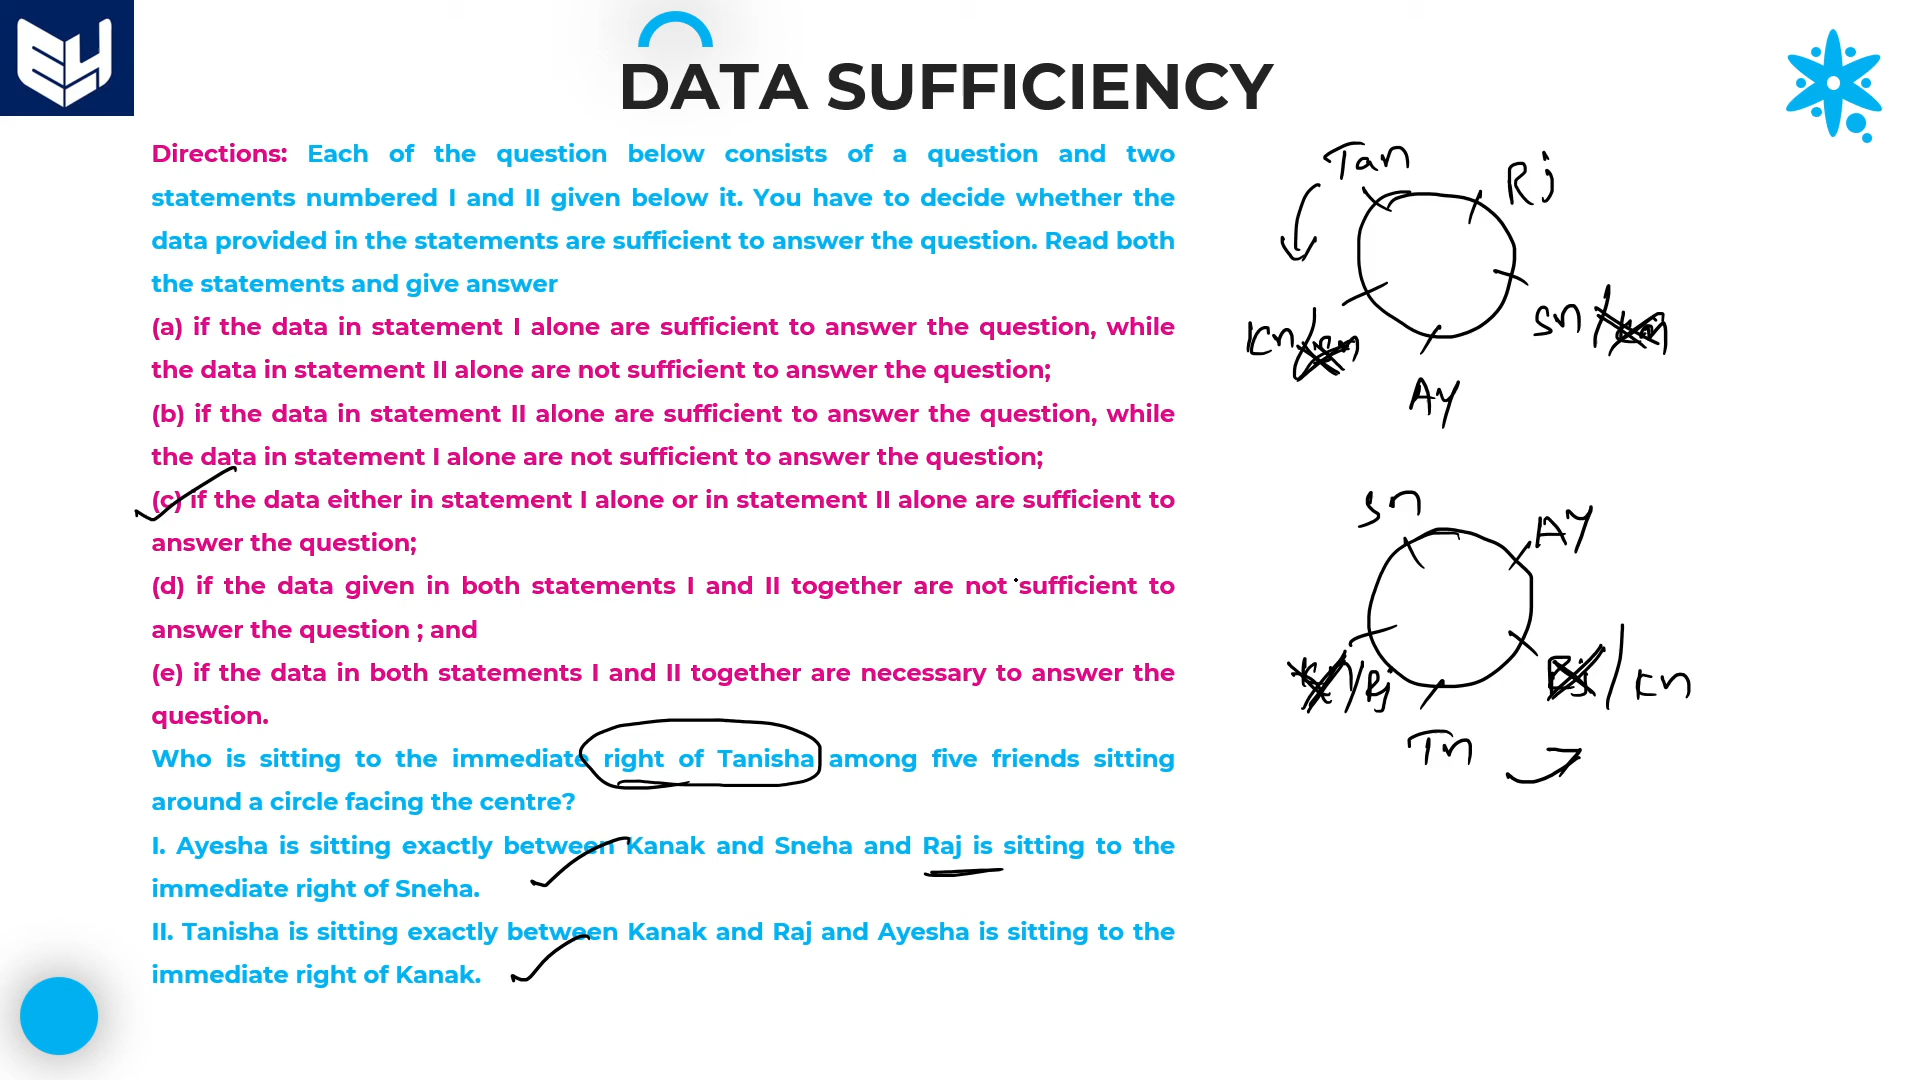 DATA SUFFICIENCY
Directions: Each of the question below consists of a question and two
statements numbered I and II given below it. You have to decide whether the
data provided in the statements are sufficient to answer the question. Read both
the statements and give answer
(a) if the data in statement I alone are sufficient to answer the question, while
the data in statement II alone are not sufficient to answer the question;
(b) if the data in statement II alone are sufficient to answer the question, while
the data in statement I alone are not sufficient to answer the question;
(c) if the data either in statement I alone or in statement II alone are sufficient to
answer the question;
(d) if the data given in both statements I and II together are not sufficient to
answer the question ; and
(e) if the data in both statements I and II together are necessary to answer the
question.
Who is sitting to the immediate right of Tanisha among five friends sitting
around a circle facing the centre?
I. Ayesha is sitting exactly between Kanak and Sneha and Raj is sitting to the
immediate right of Sneha.
II. Tanisha is sitting exactly between Kanak and Raj and Ayesha is sitting to the
immediate right of Kanak.
Tan
Rj
Sn/
Kn/
Ay
Sn
AY
/Rj
/Kn
Tn